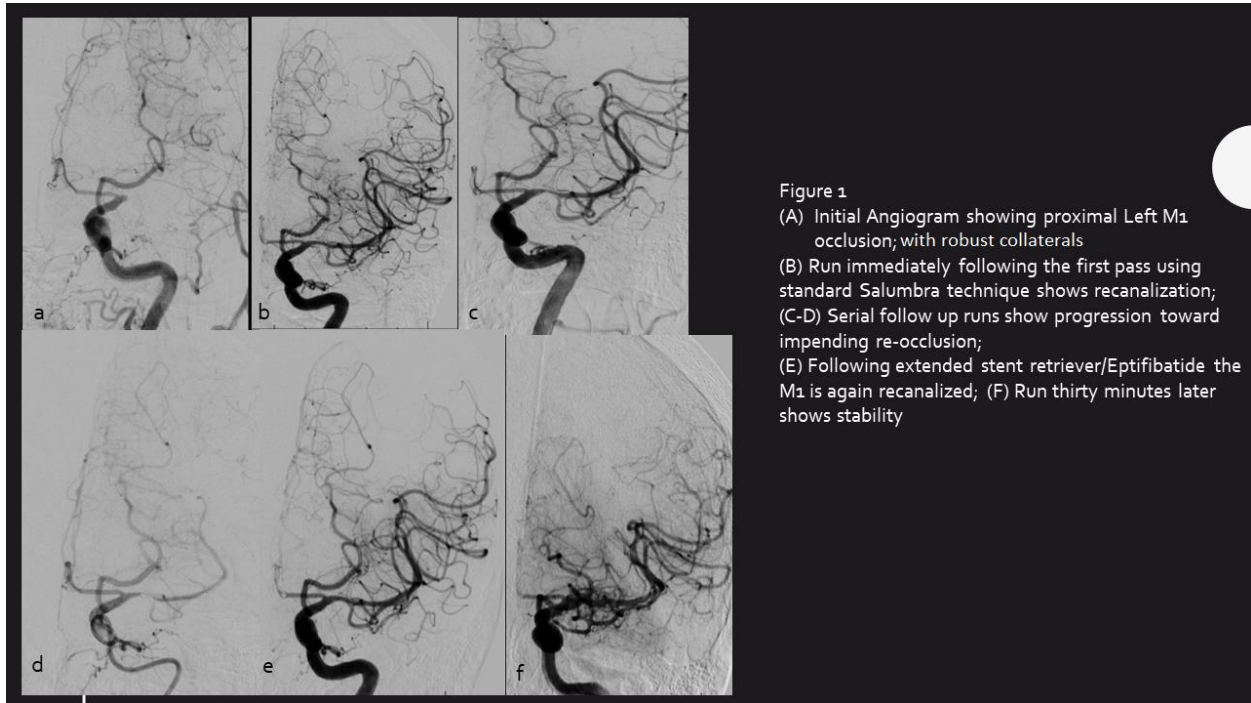 a
b
c
d
e
f
Figure 1
(A) Initial Angiogram showing proximal Left M1
occlusion; with robust collaterals
(B) Run immediately following the first pass using
standard Salumbra technique shows recanalization;
(C-D) Serial follow up runs show progression toward
impending re-occlusion;
(E) Following extended stent retriever/Eptifibatide the
M1 is again recanalized; (F) Run thirty minutes later
shows stability